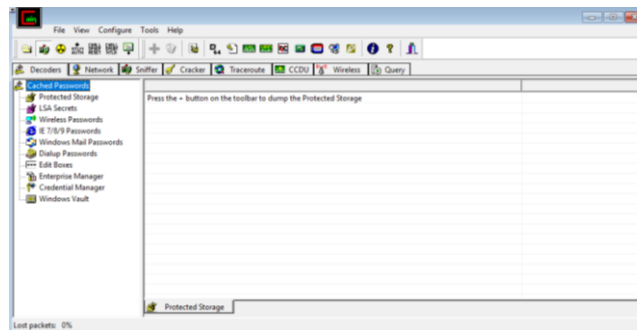 File View Configure Tools Help
Decoders Network Sniffer Cracker Traceroute CCDU Wireless Query
Cached Passwords
Protected Storage
LSA Secrets
Wireless Passwords
IE 7/8/9 Passwords
Windows Mail Passwords
Dialup Passwords
Edit Boxes
Enterprise Manager
Credential Manager
Windows Vault
Press the + button on the toolbar to dump the Protected Storage
Protected Storage
Lost packets: 0%